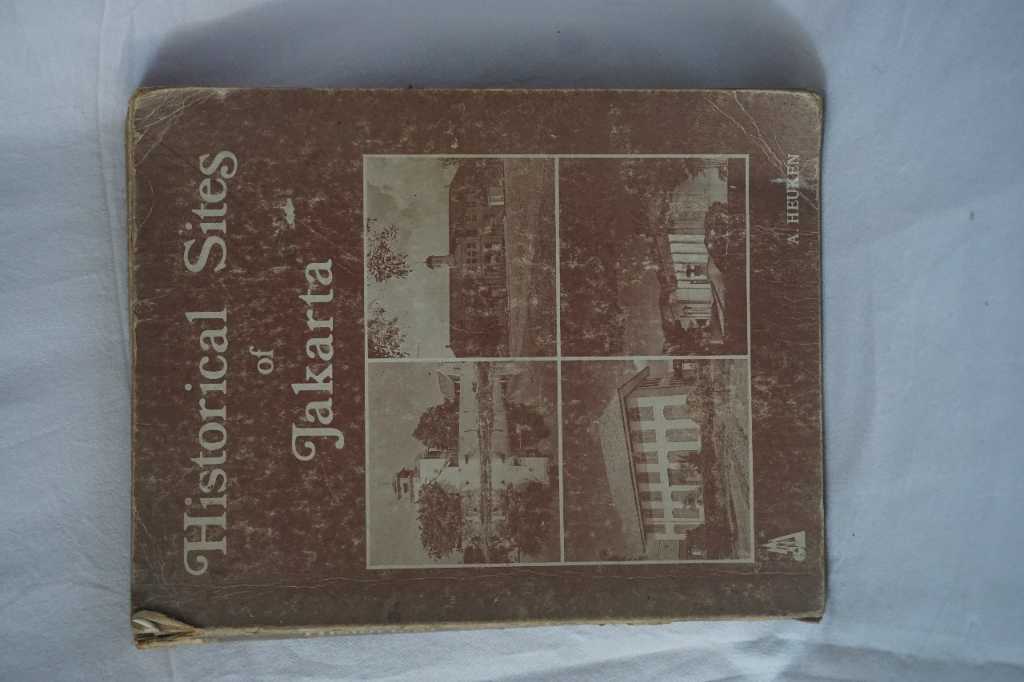 Historical Sites
of
Jakarta
A. HEUKEN